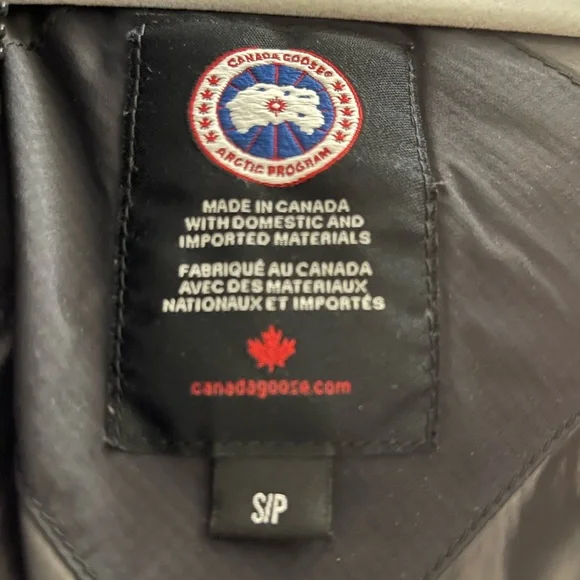 CANADA GOOSE®
ARCTIC PROGRAM
MADE IN CANADA
WITH DOMESTIC AND
IMPORTED MATERIALS
FABRIQUÉ AU CANADA
AVEC DES MATERIAUX
NATIONAUX ET IMPORTÉS
canadagoose.com
S/P